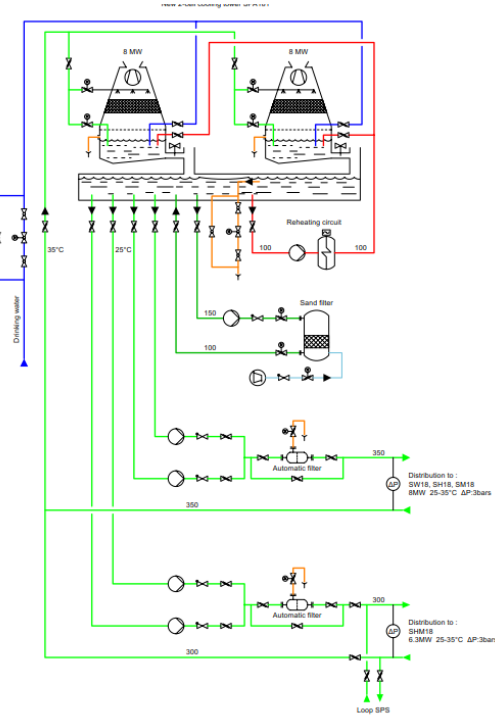 New 2-cell cooling tower SFA181
8 MW
8 MW
35°C
25°C
Reheating circuit
100
100
Drinking water
Sand filter
150
100
350
Automatic filter
ΔP
Distribution to :
SW18, SH18, SM18
8MW 25-35°C ΔP:3bars
350
300
Automatic filter
ΔP
Distribution to :
SHM18
6.3MW 25-35°C ΔP:3bars
300
Loop SPS